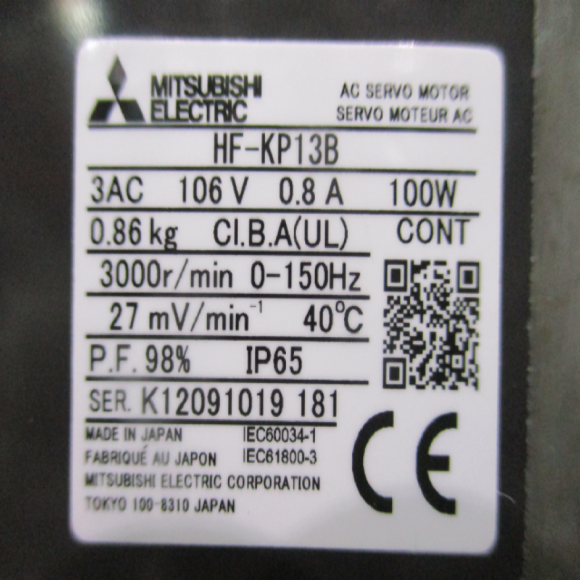 MITSUBISHI ELECTRIC
AC SERVO MOTOR
SERVO MOTEUR AC
HF-KP13B
3AC 106 V 0.8 A 100W
0.86 kg CI.B.A(UL) CONT
3000r/min 0-150Hz
27 mV/min⁻¹ 40°C
P.F. 98% IP65
SER. K12091019 181
MADE IN JAPAN IEC60034-1
FABRIQUÉ AU JAPON IEC61800-3
MITSUBISHI ELECTRIC CORPORATION
TOKYO 100-8310 JAPAN
CE